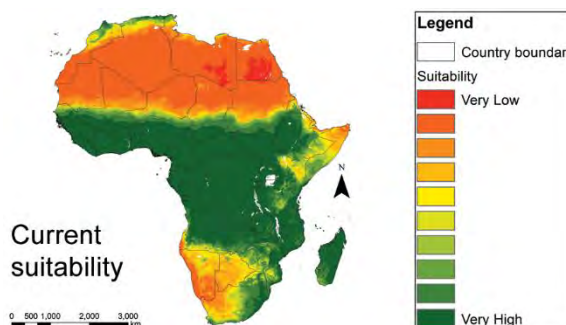 Legend
Country boundar
Suitability
Very Low
Very High
N
Current
suitability
0 500 1,000 2,000 3,000
km